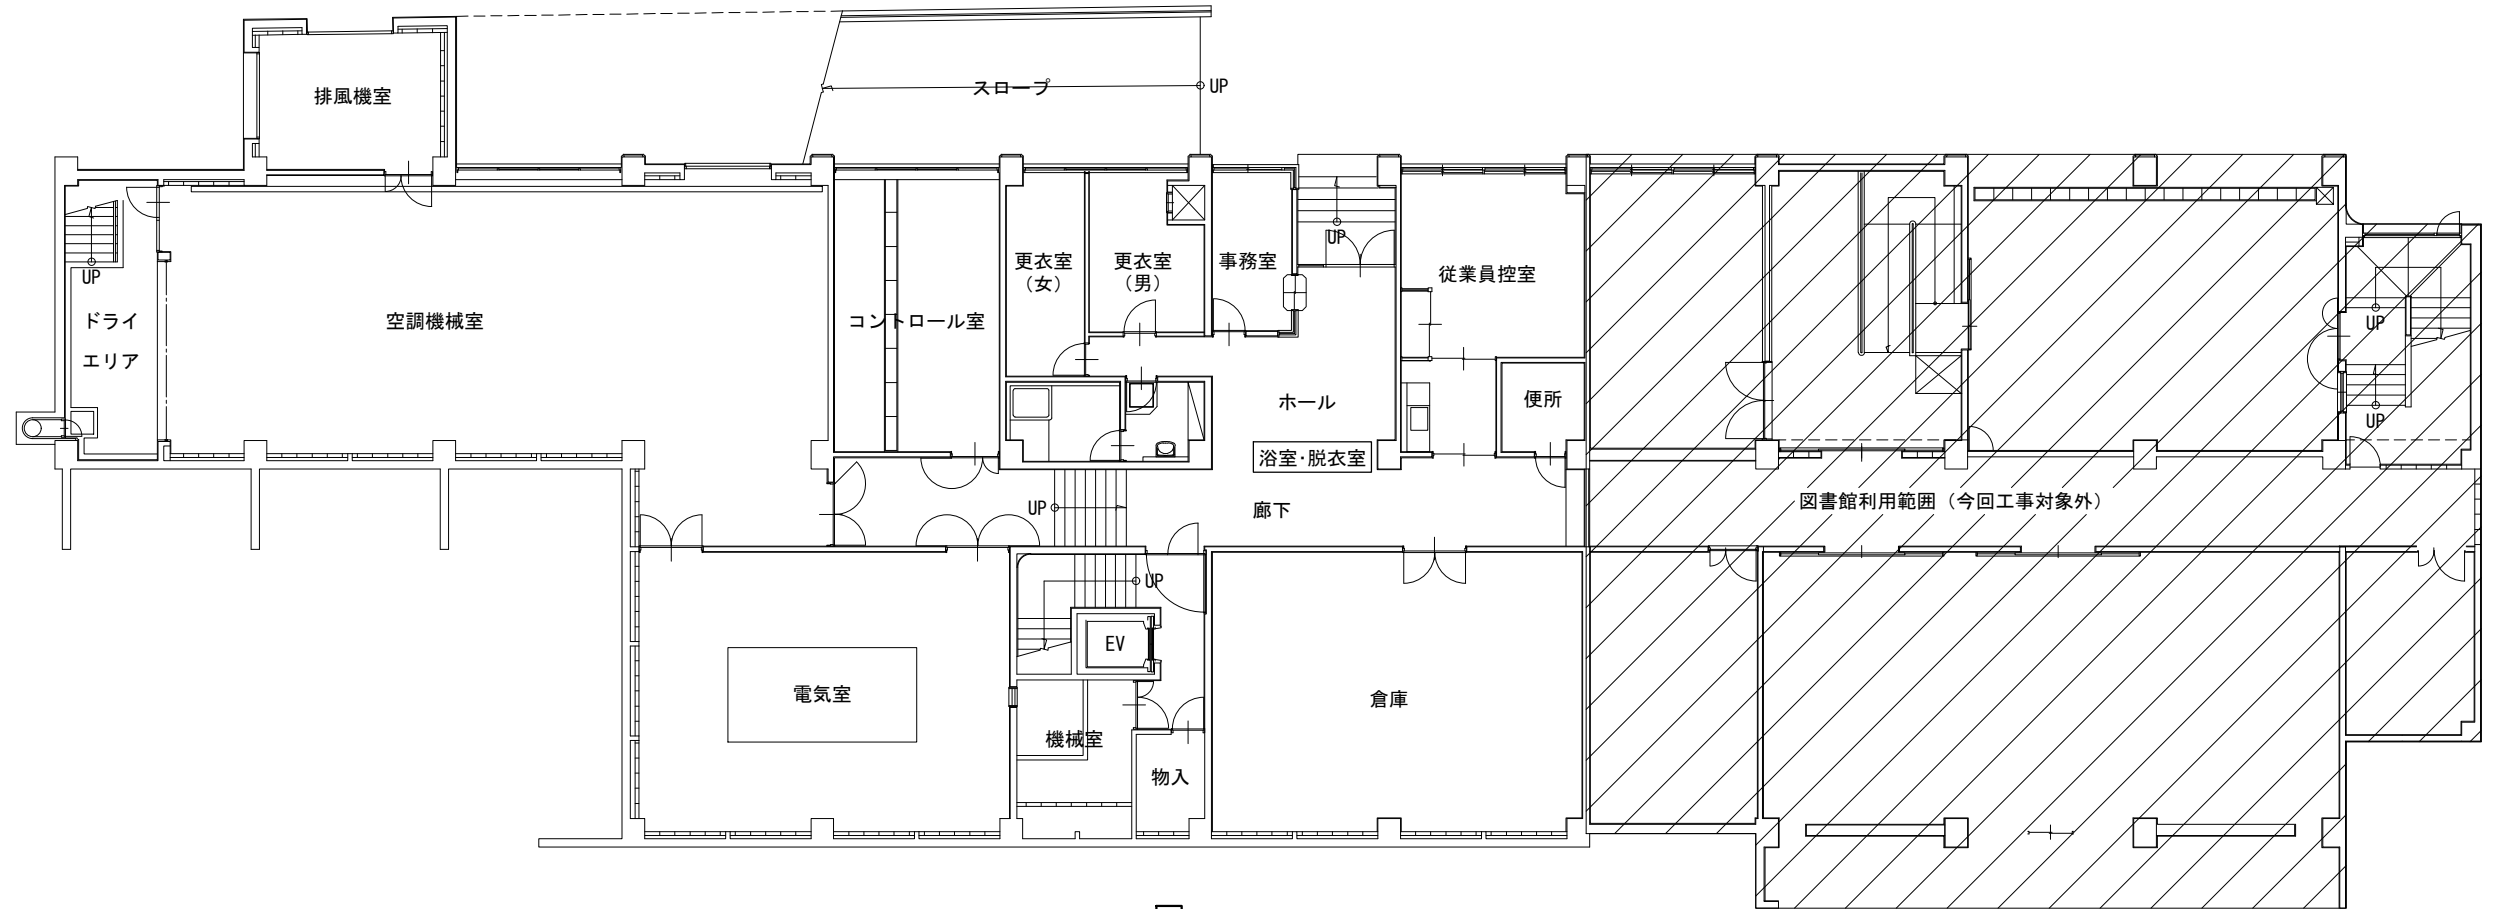 排風機室
スロープ
UP
UP
ドライ
エリア
空調機械室
コントロール室
更衣室
(女)
更衣室
(男)
事務室
UP
従業員控室
ホール
便所
浴室・脱衣室
廊下
UP
UP
UP
図書館利用範囲(今回工事対象外)
UP
EV
電気室
機械室
物入
倉庫